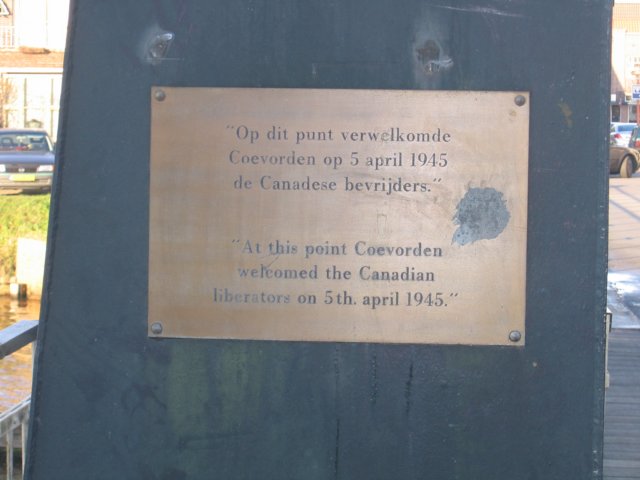 "Op dit punt verwelkomde
Coevorden op 5 april 1945
de Canadese bevrijders."
"At this point Coevorden
welcomed the Canadian
liberators on 5th. april 1945."